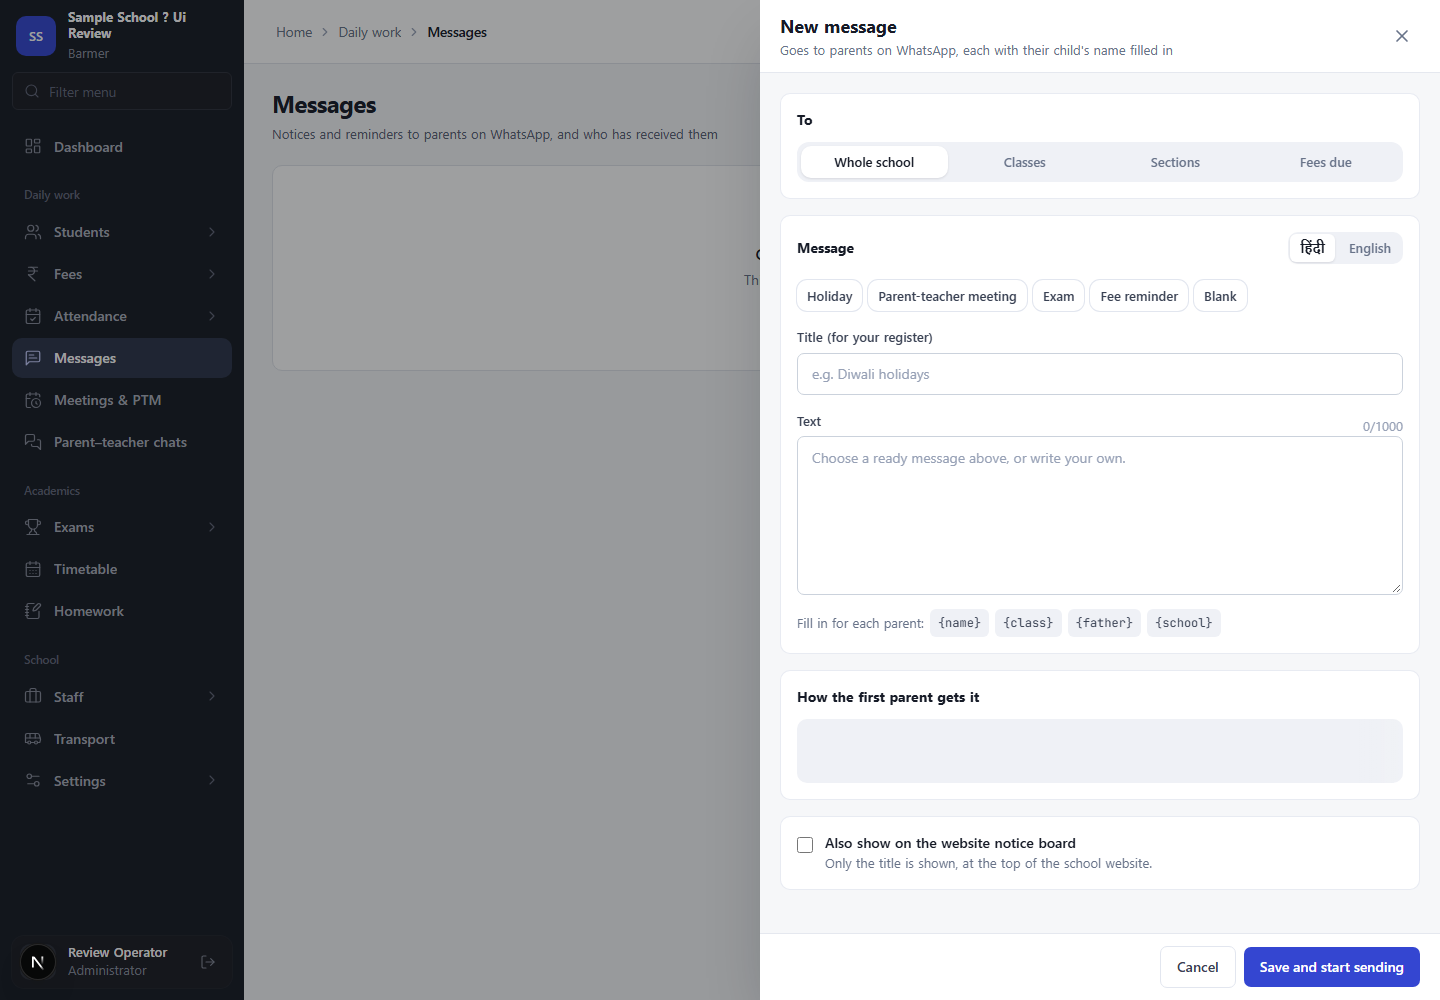 SS
Sample School ? Ui
Review
Barmer
Filter menu
Dashboard
Daily work
Students
Fees
Attendance
Messages
Meetings & PTM
Parent–teacher chats
Academics
Exams
Timetable
Homework
School
Staff
Transport
Settings
N
Review Operator
Administrator
Home > Daily work > Messages
Messages
Notices and reminders to parents on WhatsApp, and who has received them
Th
New message
Goes to parents on WhatsApp, each with their child's name filled in
To
Whole school Classes Sections Fees due
Message
हिंदी English
Holiday Parent-teacher meeting Exam Fee reminder Blank
Title (for your register)
e.g. Diwali holidays
Text
0/1000
Choose a ready message above, or write your own.
Fill in for each parent: {name} {class} {father} {school}
How the first parent gets it
Also show on the website notice board
Only the title is shown, at the top of the school website.
Cancel Save and start sending